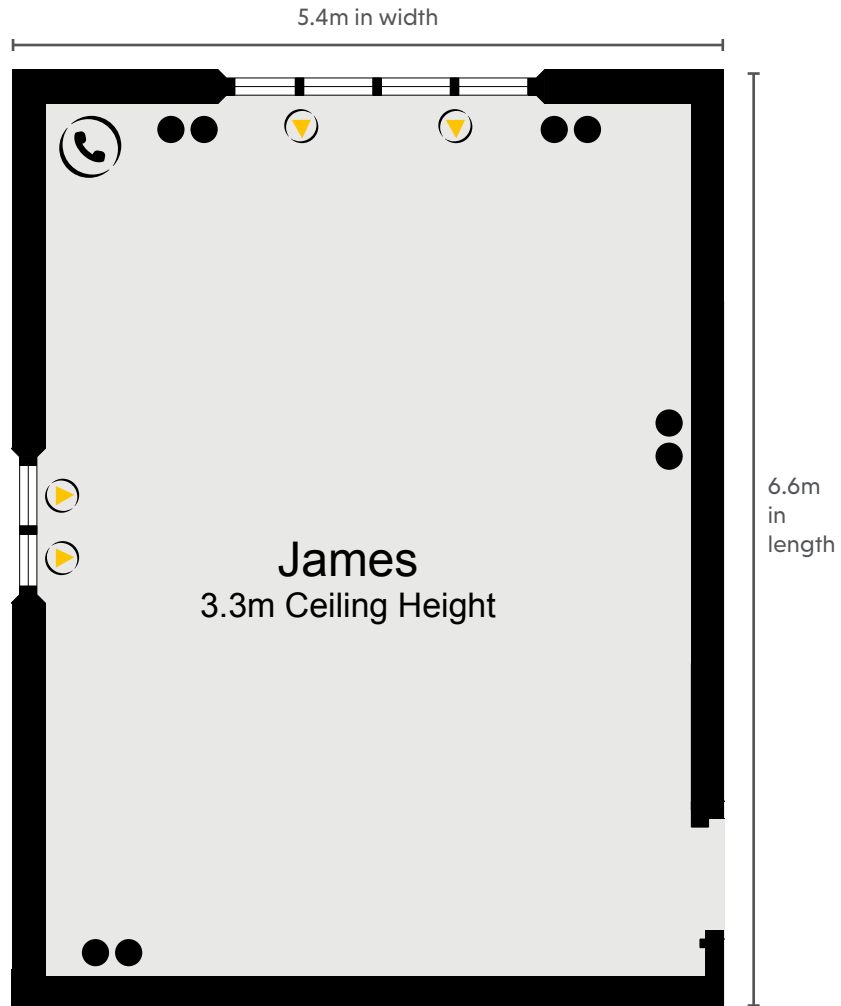 5.4m in width
6.6m
in
length
James
3.3m Ceiling Height